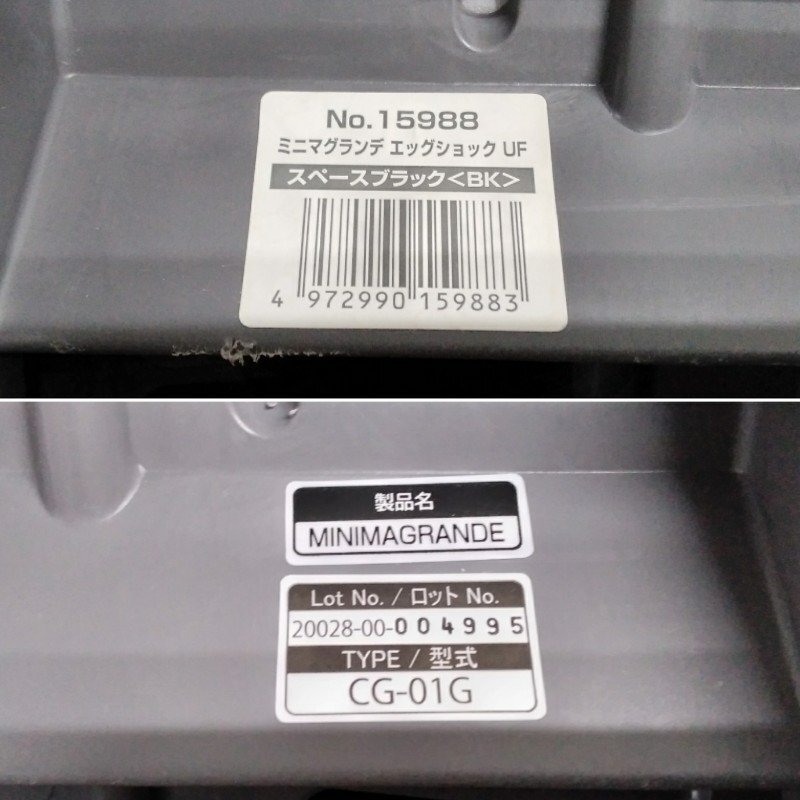 No.15988
ミニマグランデ エッグショック UF
スペースブラック<BK>
4 972990 159883
製品名
MINIMAGRANDE
Lot No. / ロット No.
20028-00-004995
TYPE / 型式
CG-01G